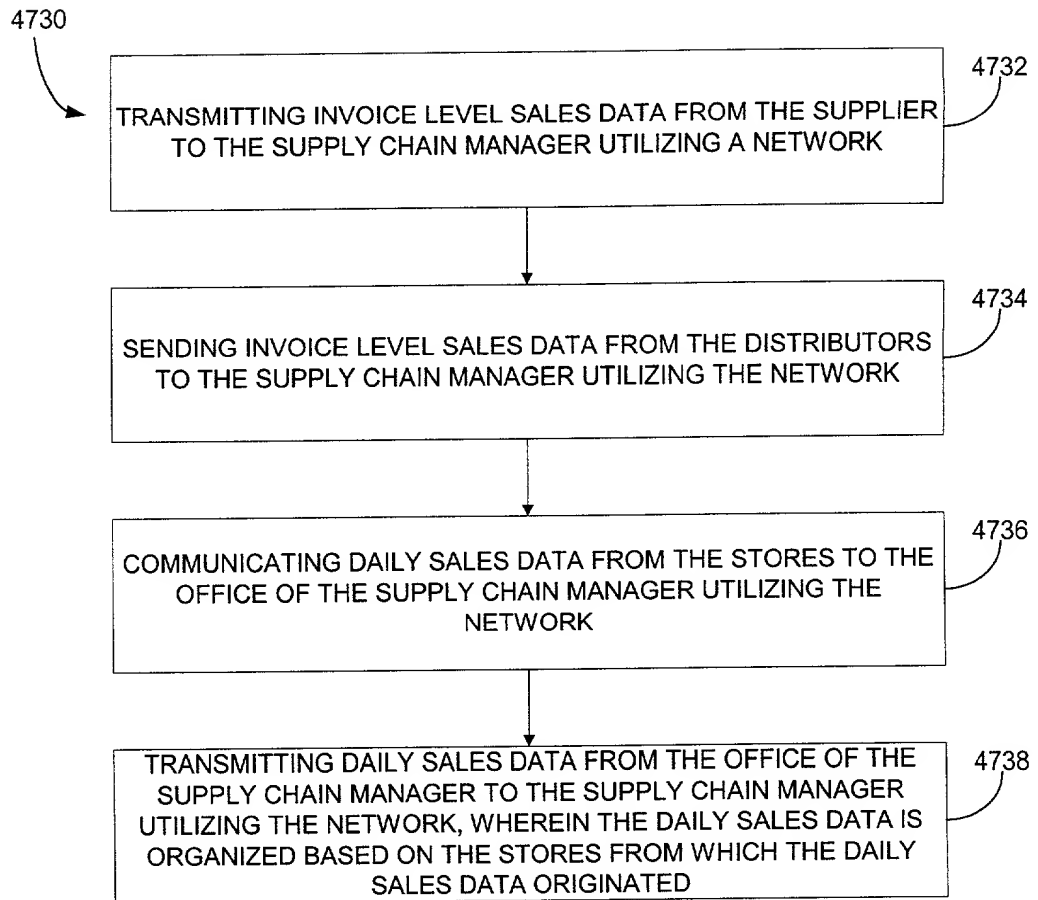 4730
4732
TRANSMITTING INVOICE LEVEL SALES DATA FROM THE SUPPLIER
TO THE SUPPLY CHAIN MANAGER UTILIZING A NETWORK
4734
SENDING INVOICE LEVEL SALES DATA FROM THE DISTRIBUTORS
TO THE SUPPLY CHAIN MANAGER UTILIZING THE NETWORK
4736
COMMUNICATING DAILY SALES DATA FROM THE STORES TO THE
OFFICE OF THE SUPPLY CHAIN MANAGER UTILIZING THE
NETWORK
4738
TRANSMITTING DAILY SALES DATA FROM THE OFFICE OF THE
SUPPLY CHAIN MANAGER TO THE SUPPLY CHAIN MANAGER
UTILIZING THE NETWORK, WHEREIN THE DAILY SALES DATA IS
ORGANIZED BASED ON THE STORES FROM WHICH THE DAILY
SALES DATA ORIGINATED